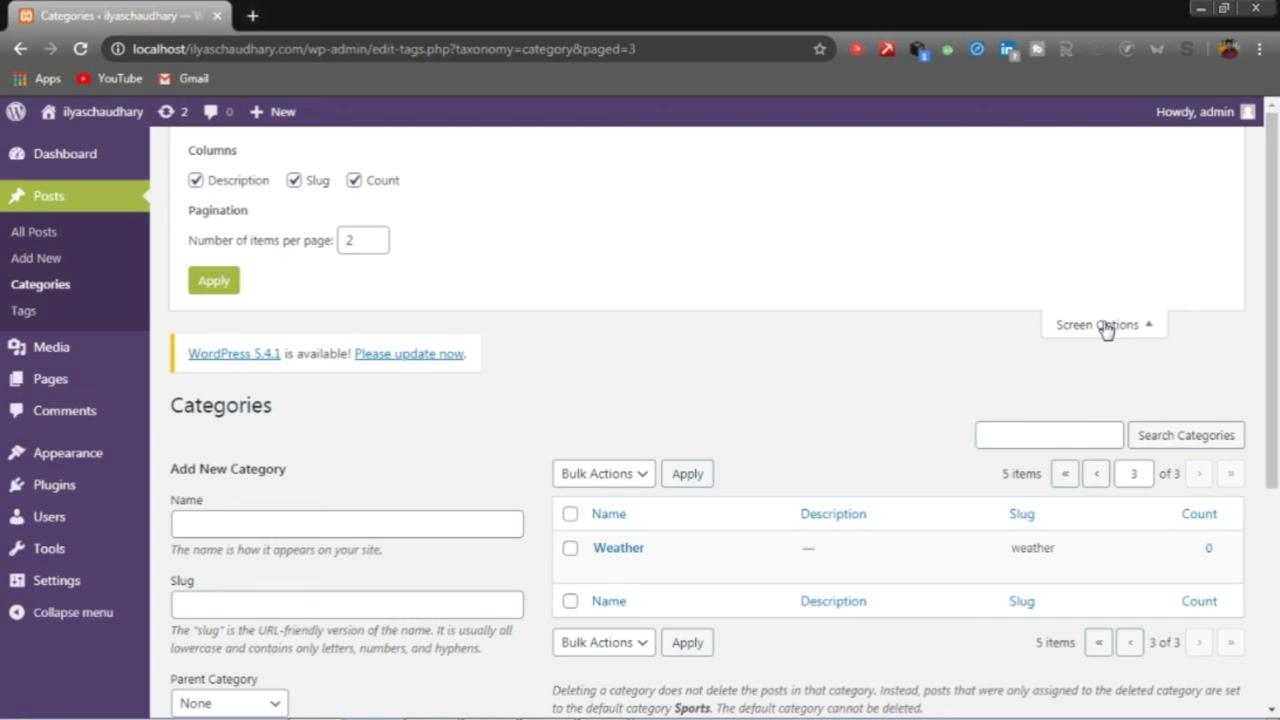 Categories ‹ ilyaschaudhary — W
localhost/ilyaschaudhary.com/wp-admin/edit-tags.php?taxonomy=category&paged=3
Apps YouTube Gmail
ilyaschaudhary 2 0 New Howdy, admin
Dashboard
Posts
All Posts
Add New
Categories
Tags
Media
Pages
Comments
Appearance
Plugins
Users
Tools
Settings
Collapse menu
Columns
Description Slug Count
Pagination
Number of items per page: 2
Apply
Screen Options
WordPress 5.4.1 is available! Please update now.
Categories
Search Categories
Add New Category
Name
The name is how it appears on your site.
Slug
The "slug" is the URL-friendly version of the name. It is usually all
lowercase and contains only letters, numbers, and hyphens.
Parent Category
None
Bulk Actions Apply 5 items « ‹ 3 of 3 › »
Name Description Slug Count
Weather — weather 0
Name Description Slug Count
Bulk Actions Apply 5 items « ‹ 3 of 3 › »
Deleting a category does not delete the posts in that category. Instead, posts that were only assigned to the deleted category are set
to the default category Sports. The default category cannot be deleted.